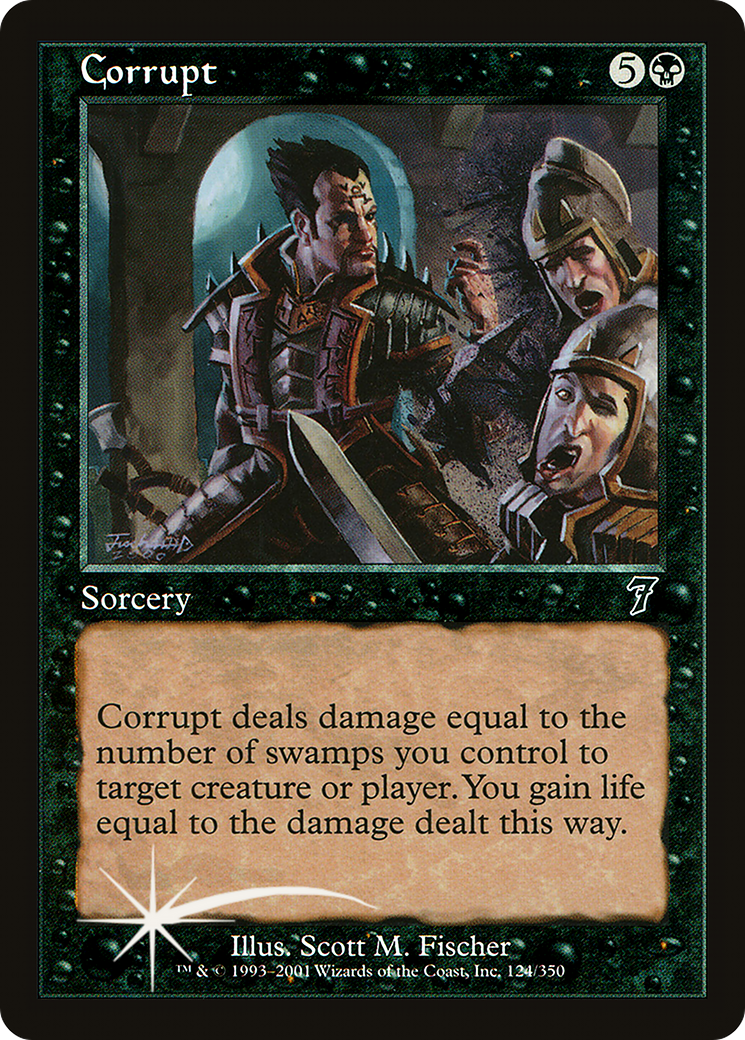 Corrupt
5
Sorcery
7
Corrupt deals damage equal to the
number of swamps you control to
target creature or player. You gain life
equal to the damage dealt this way.
Illus. Scott M. Fischer
™ & © 1993–2001 Wizards of the Coast, Inc. 124/350